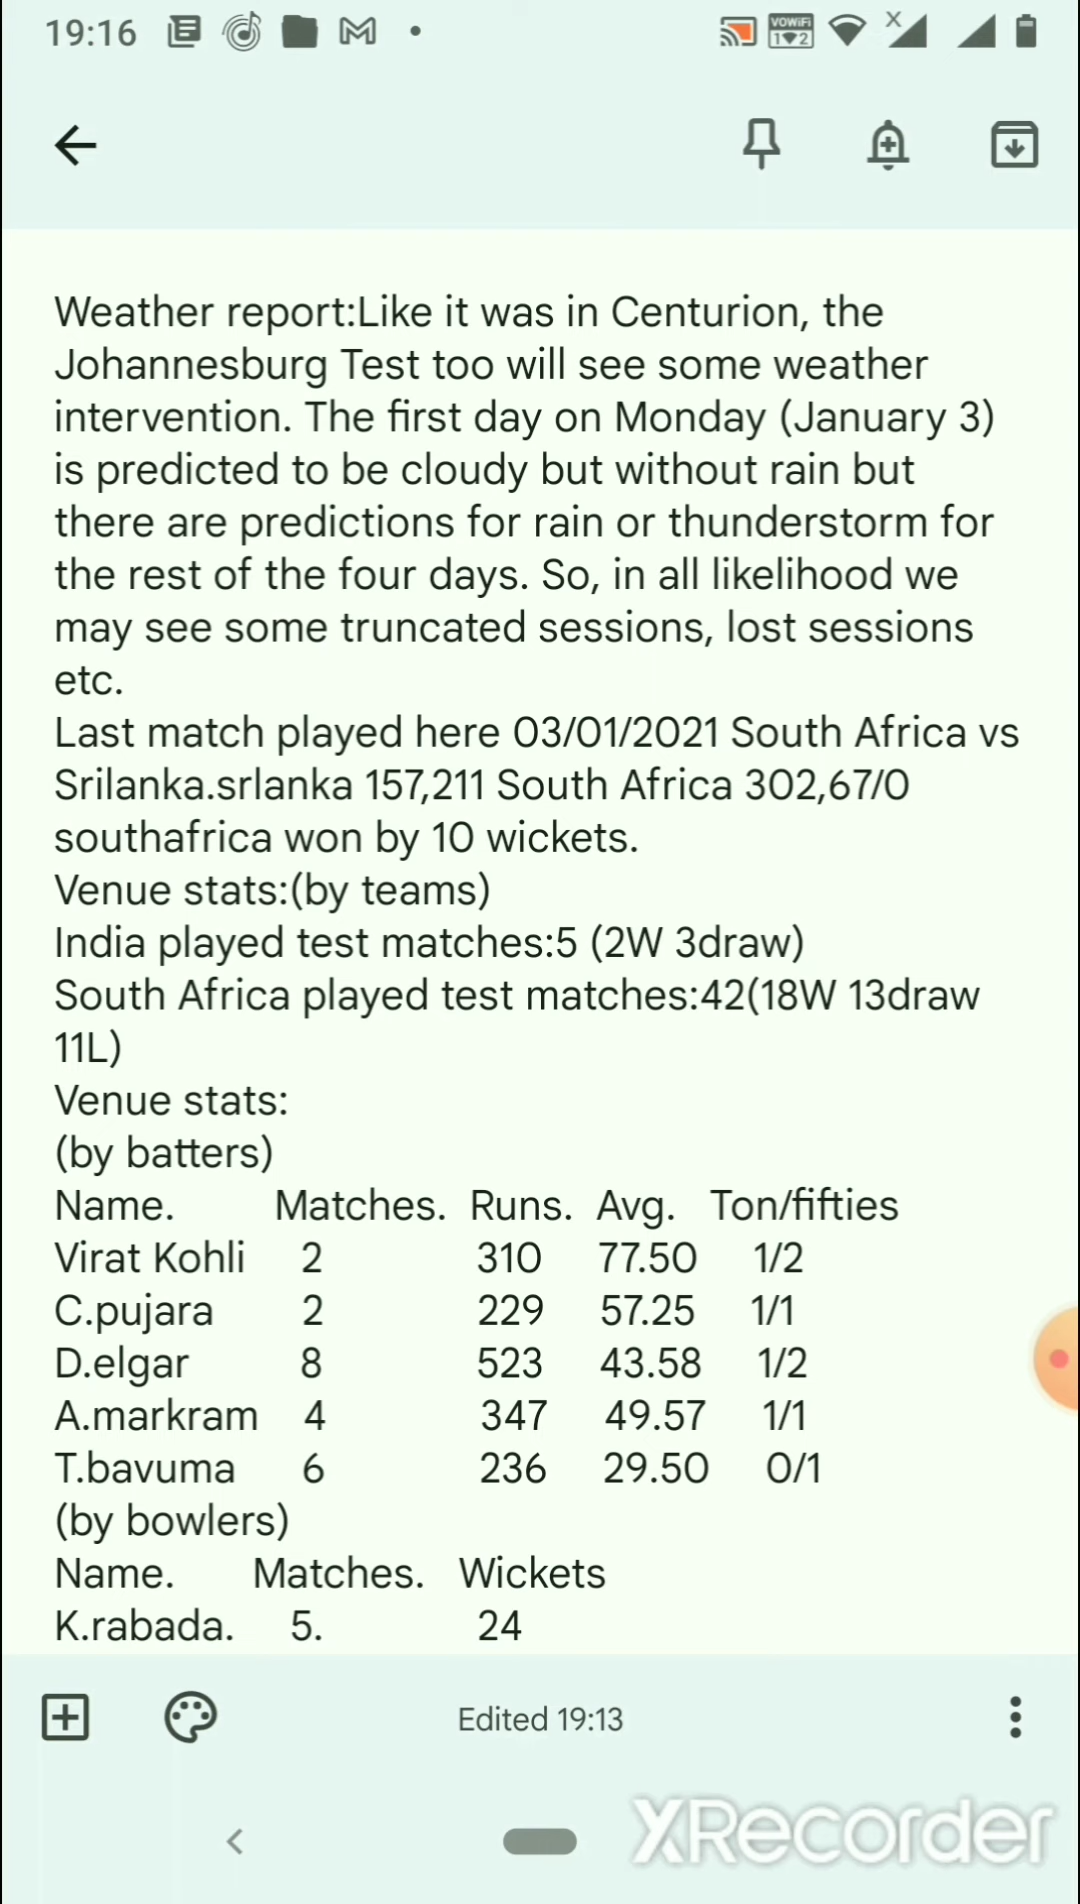 19:16
VOWIFI
1 2
X
Weather report:Like it was in Centurion, the
Johannesburg Test too will see some weather
intervention. The first day on Monday (January 3)
is predicted to be cloudy but without rain but
there are predictions for rain or thunderstorm for
the rest of the four days. So, in all likelihood we
may see some truncated sessions, lost sessions
etc.
Last match played here 03/01/2021 South Africa vs
Srilanka.srlanka 157,211 South Africa 302,67/0
southafrica won by 10 wickets.
Venue stats:(by teams)
India played test matches:5 (2W 3draw)
South Africa played test matches:42(18W 13draw
11L)
Venue stats:
(by batters)
Name. Matches. Runs. Avg. Ton/fifties
Virat Kohli 2 310 77.50 1/2
C.pujara 2 229 57.25 1/1
D.elgar 8 523 43.58 1/2
A.markram 4 347 49.57 1/1
T.bavuma 6 236 29.50 0/1
(by bowlers)
Name. Matches. Wickets
K.rabada. 5. 24
Edited 19:13
XRecorder